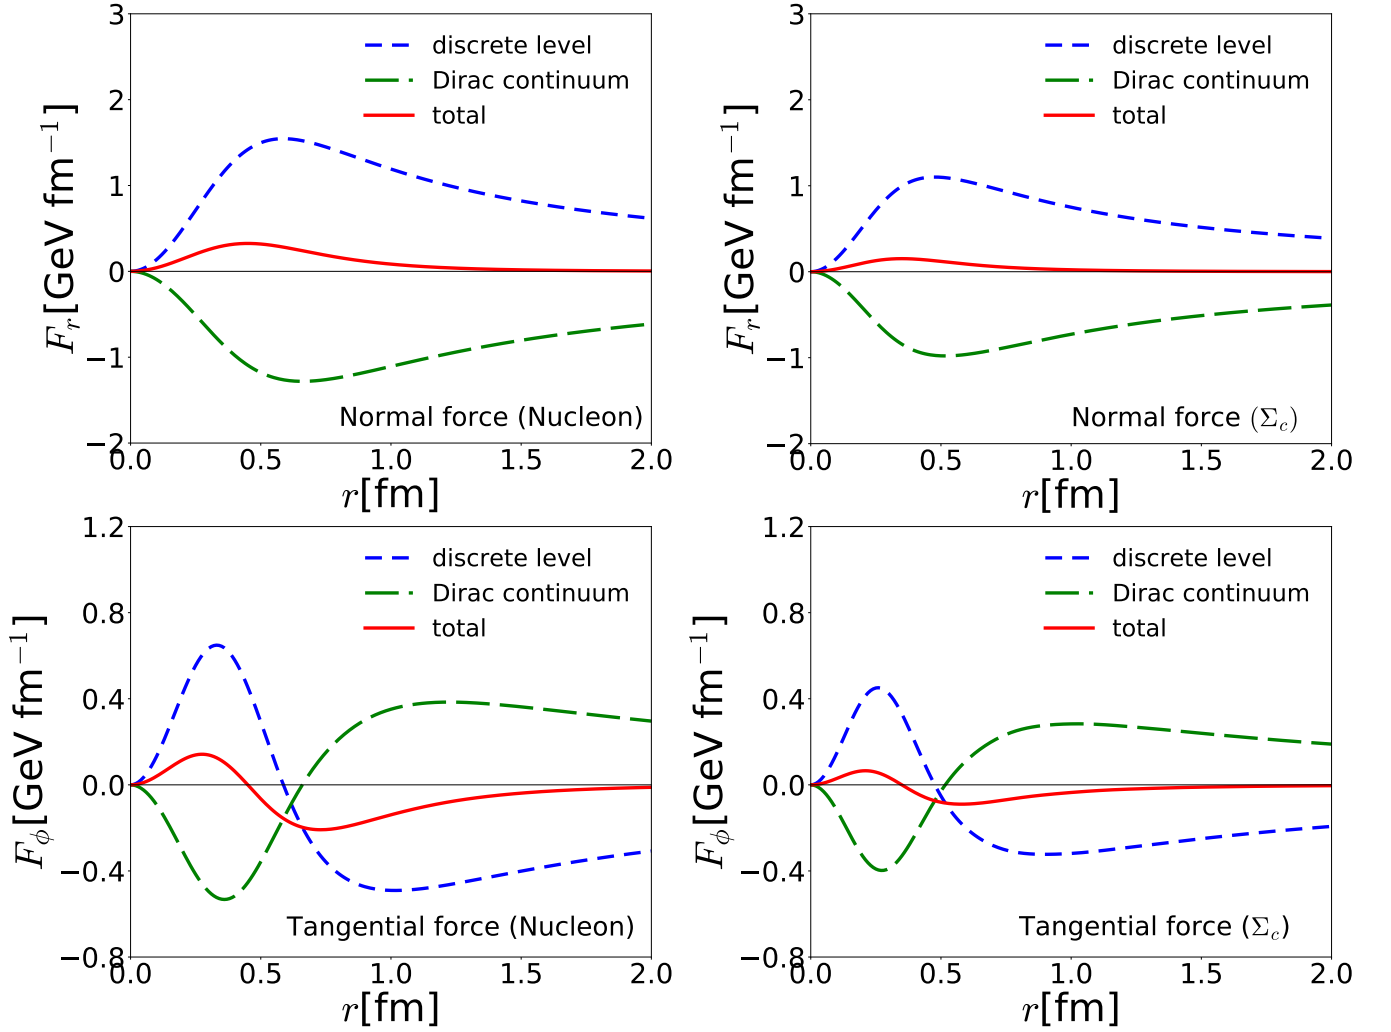 3
2
1
0
−1
−2
F_r[GeV fm⁻¹]
discrete level
Dirac continuum
total
Normal force (Nucleon)
0.0 0.5 1.0 1.5 2.0
r[fm]
3
2
1
0
−1
−2
F_r[GeV fm⁻¹]
discrete level
Dirac continuum
total
Normal force (Σ_c)
0.0 0.5 1.0 1.5 2.0
r[fm]
1.2
0.8
0.4
0.0
−0.4
−0.8
F_ϕ[GeV fm⁻¹]
discrete level
Dirac continuum
total
Tangential force (Nucleon)
0.0 0.5 1.0 1.5 2.0
r[fm]
1.2
0.8
0.4
0.0
−0.4
−0.8
F_ϕ[GeV fm⁻¹]
discrete level
Dirac continuum
total
Tangential force (Σ_c)
0.0 0.5 1.0 1.5 2.0
r[fm]